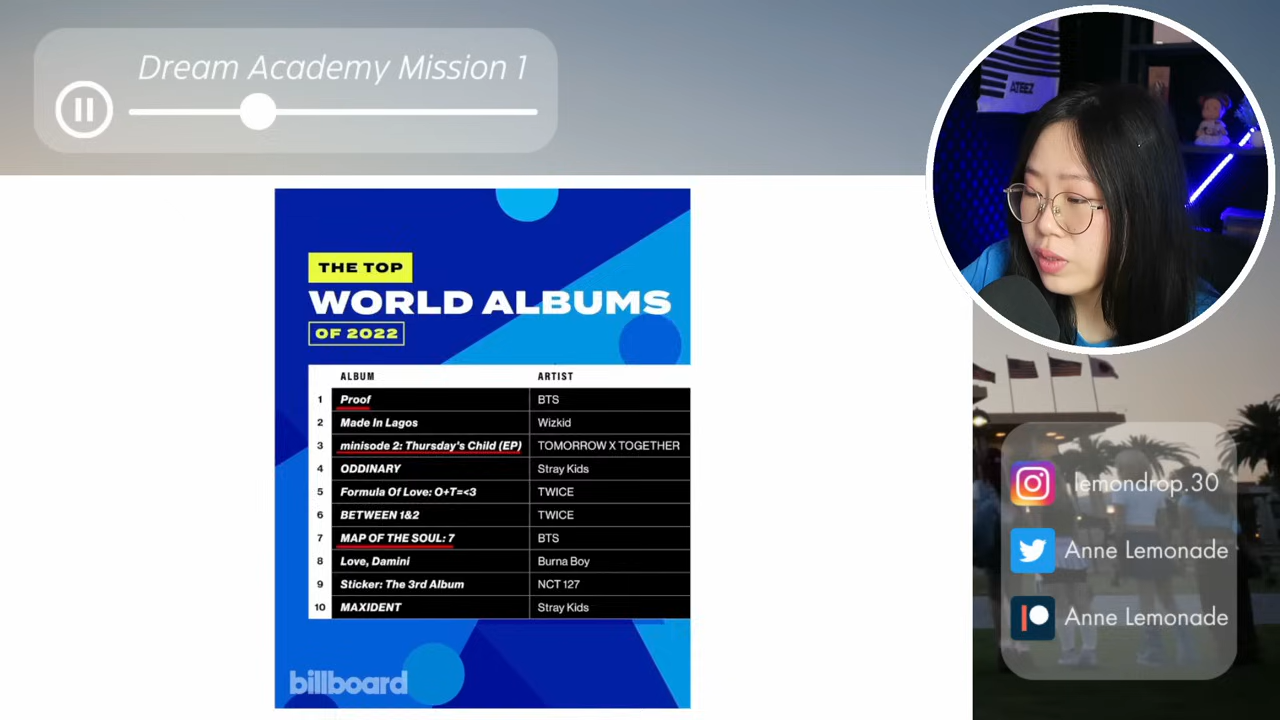 Dream Academy Mission 1
ATEEZ
THE TOP
WORLD ALBUMS
OF 2022
ALBUM ARTIST
1 Proof BTS
2 Made In Lagos Wizkid
3 minisode 2: Thursday's Child (EP) TOMORROW X TOGETHER
4 ODDINARY Stray Kids
5 Formula Of Love: O+T=<3 TWICE
6 BETWEEN 1&2 TWICE
7 MAP OF THE SOUL: 7 BTS
8 Love, Damini Burna Boy
9 Sticker: The 3rd Album NCT 127
10 MAXIDENT Stray Kids
billboard
lemondrop.30
Anne Lemonade
Anne Lemonade